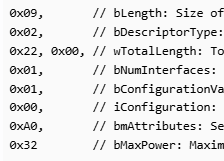 0x09, // bLength: Size of
0x02, // bDescriptorType:
0x22, 0x00, // wTotalLength: To
0x01, // bNumInterfaces:
0x01, // bConfigurationVa
0x00, // iConfiguration:
0xA0, // bmAttributes: Se
0x32 // bMaxPower: Maxim